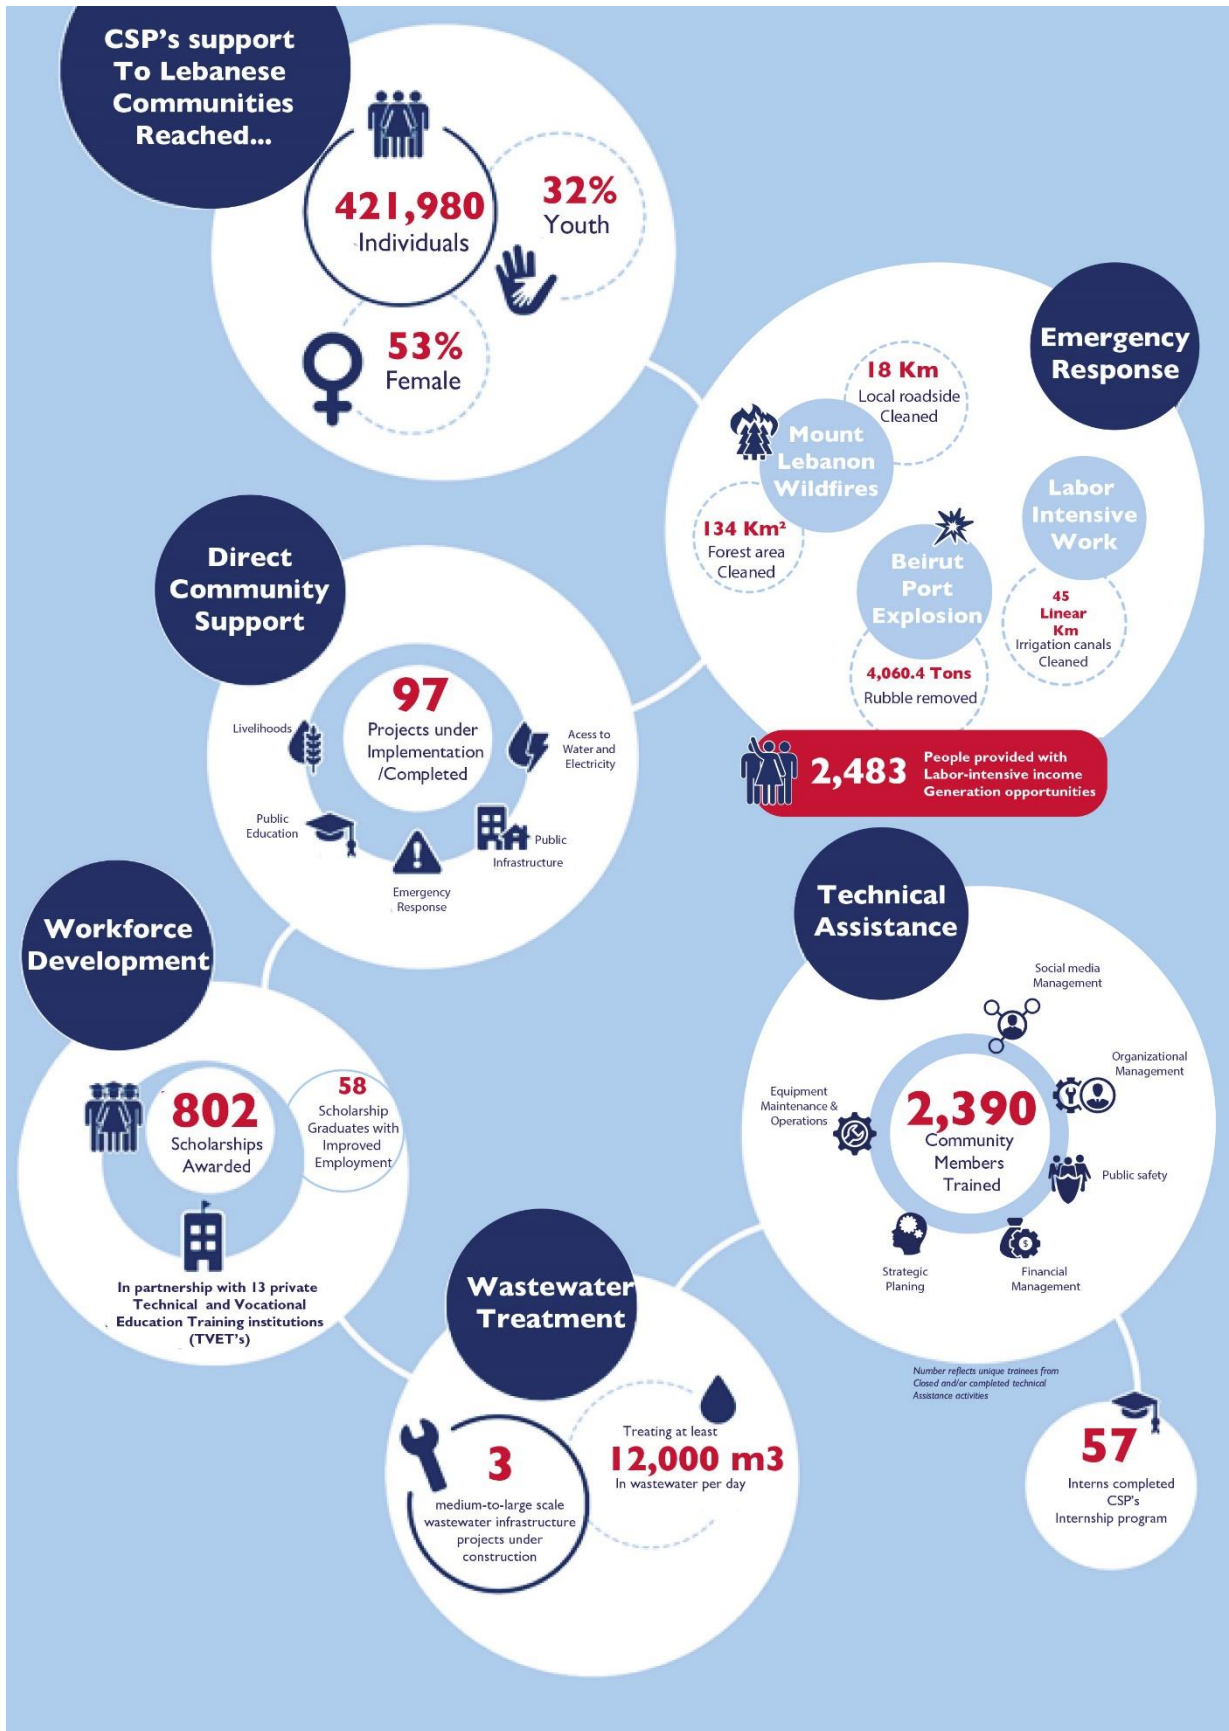 CSP's support
To Lebanese
Communities
Reached...
421,980
Individuals
32%
Youth
53%
Female
Emergency
Response
18 Km
Local roadside
Cleaned
Mount
Lebanon
Wildfires
134 Km²
Forest area
Cleaned
Labor
Intensive
Work
45
Linear
Km
Irrigation canals
Cleaned
Beirut
Port
Explosion
4,060.4 Tons
Rubble removed
2,483
People provided with
Labor-intensive income
Generation opportunities
Direct
Community
Support
97
Projects under
Implementation
/Completed
Livelihoods
Acess to
Water and
Electricity
Public
Education
Public
Infrastructure
Emergency
Response
Workforce
Development
802
Scholarships
Awarded
58
Scholarship
Graduates with
Improved
Employment
In partnership with 13 private
Technical and Vocational
Education Training institutions
(TVET's)
Technical
Assistance
Social media
Management
Organizational
Management
Equipment
Maintenance &
Operations
2,390
Community
Members
Trained
Public safety
Strategic
Planing
Financial
Management
Number reflects unique trainees from
Closed and/or completed technical
Assistance activities
57
Interns completed
CSP's
Internship program
Wastewater
Treatment
3
medium-to-large scale
wastewater infrastructure
projects under
construction
Treating at least
12,000 m3
In wastewater per day
$